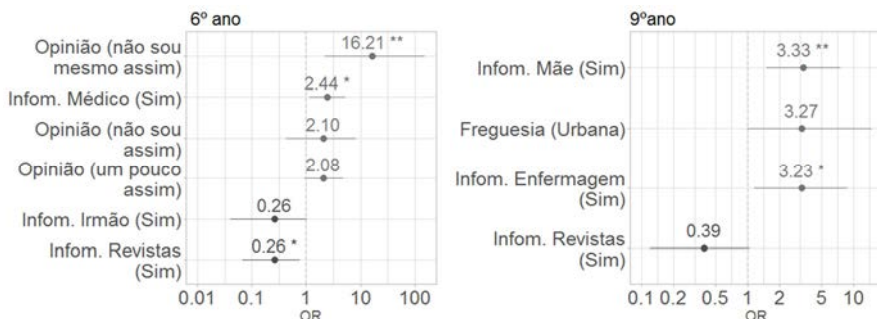 6º ano
Opinião (não sou
mesmo assim)
16.21 **
Infom. Médico (Sim)
2.44 *
Opinião (não sou
assim)
2.10
Opinião (um pouco
assim)
2.08
Infom. Irmão (Sim)
0.26
Infom. Revistas
(Sim)
0.26 *
0.01 0.1 1 10 100
OR
9ºano
Infom. Mãe (Sim)
3.33 **
Freguesia (Urbana)
3.27
Infom. Enfermagem
(Sim)
3.23 *
Infom. Revistas
(Sim)
0.39
0.1 0.2 0.5 1 2 5 10
OR